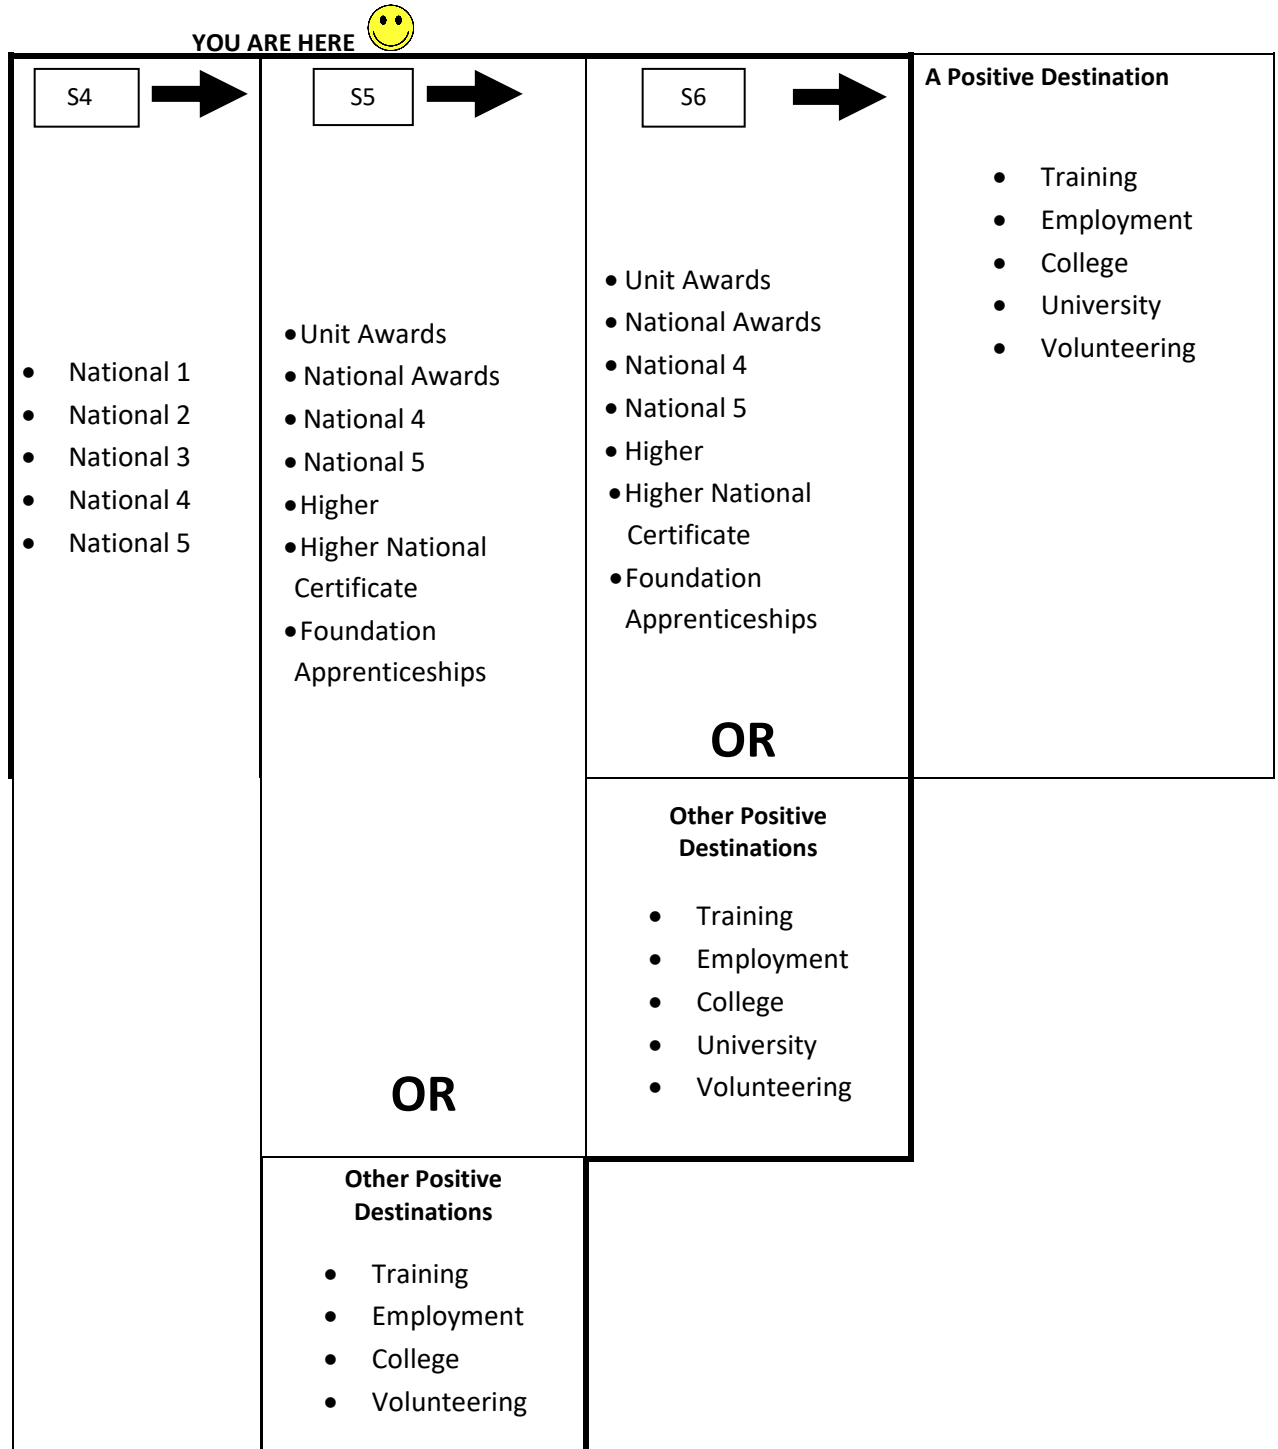 YOU ARE HERE
S4
• National 1
• National 2
• National 3
• National 4
• National 5
S5
• Unit Awards
• National Awards
• National 4
• National 5
• Higher
• Higher National
Certificate
• Foundation
Apprenticeships
OR
Other Positive
Destinations
• Training
• Employment
• College
• Volunteering
S6
• Unit Awards
• National Awards
• National 4
• National 5
• Higher
• Higher National
Certificate
• Foundation
Apprenticeships
OR
Other Positive
Destinations
• Training
• Employment
• College
• University
• Volunteering
A Positive Destination
• Training
• Employment
• College
• University
• Volunteering